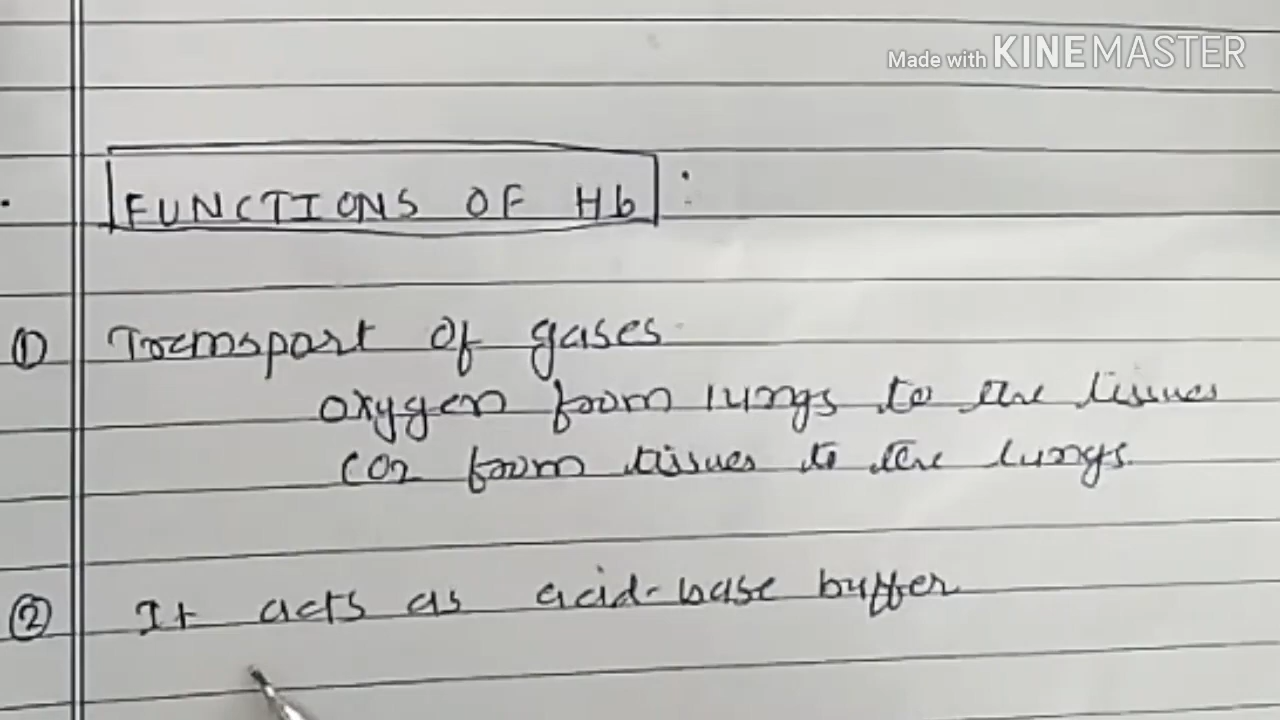 Made with KINEMASTER
FUNCTIONS OF Hb :
① Transport of gases
oxygen from lungs to the tissues
CO2 from tissues to the lungs.
② It acts as acid-base buffer